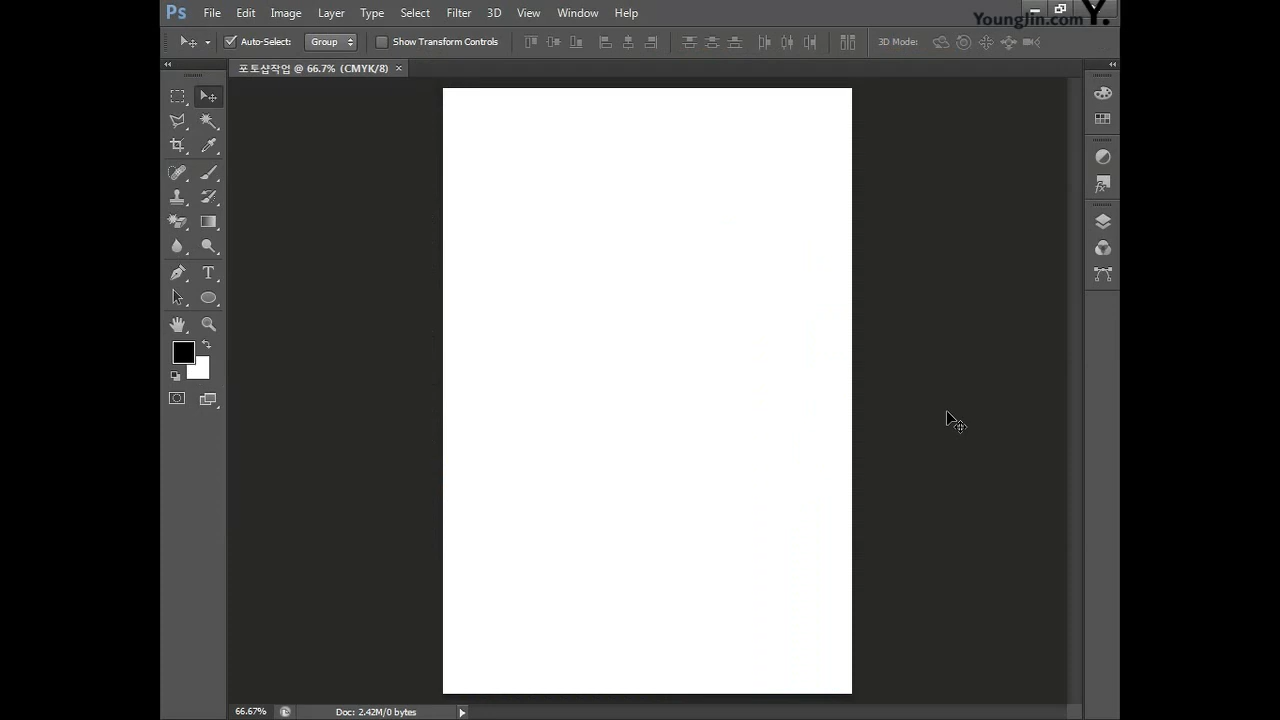 Ps File Edit Image Layer Type Select Filter 3D View Window Help
YoungJin.com Y.
Auto-Select: Group Show Transform Controls 3D Mode:
포토샵작업 @ 66.7% (CMYK/8) ×
T
fx
66.67% Doc: 2.42M/0 bytes